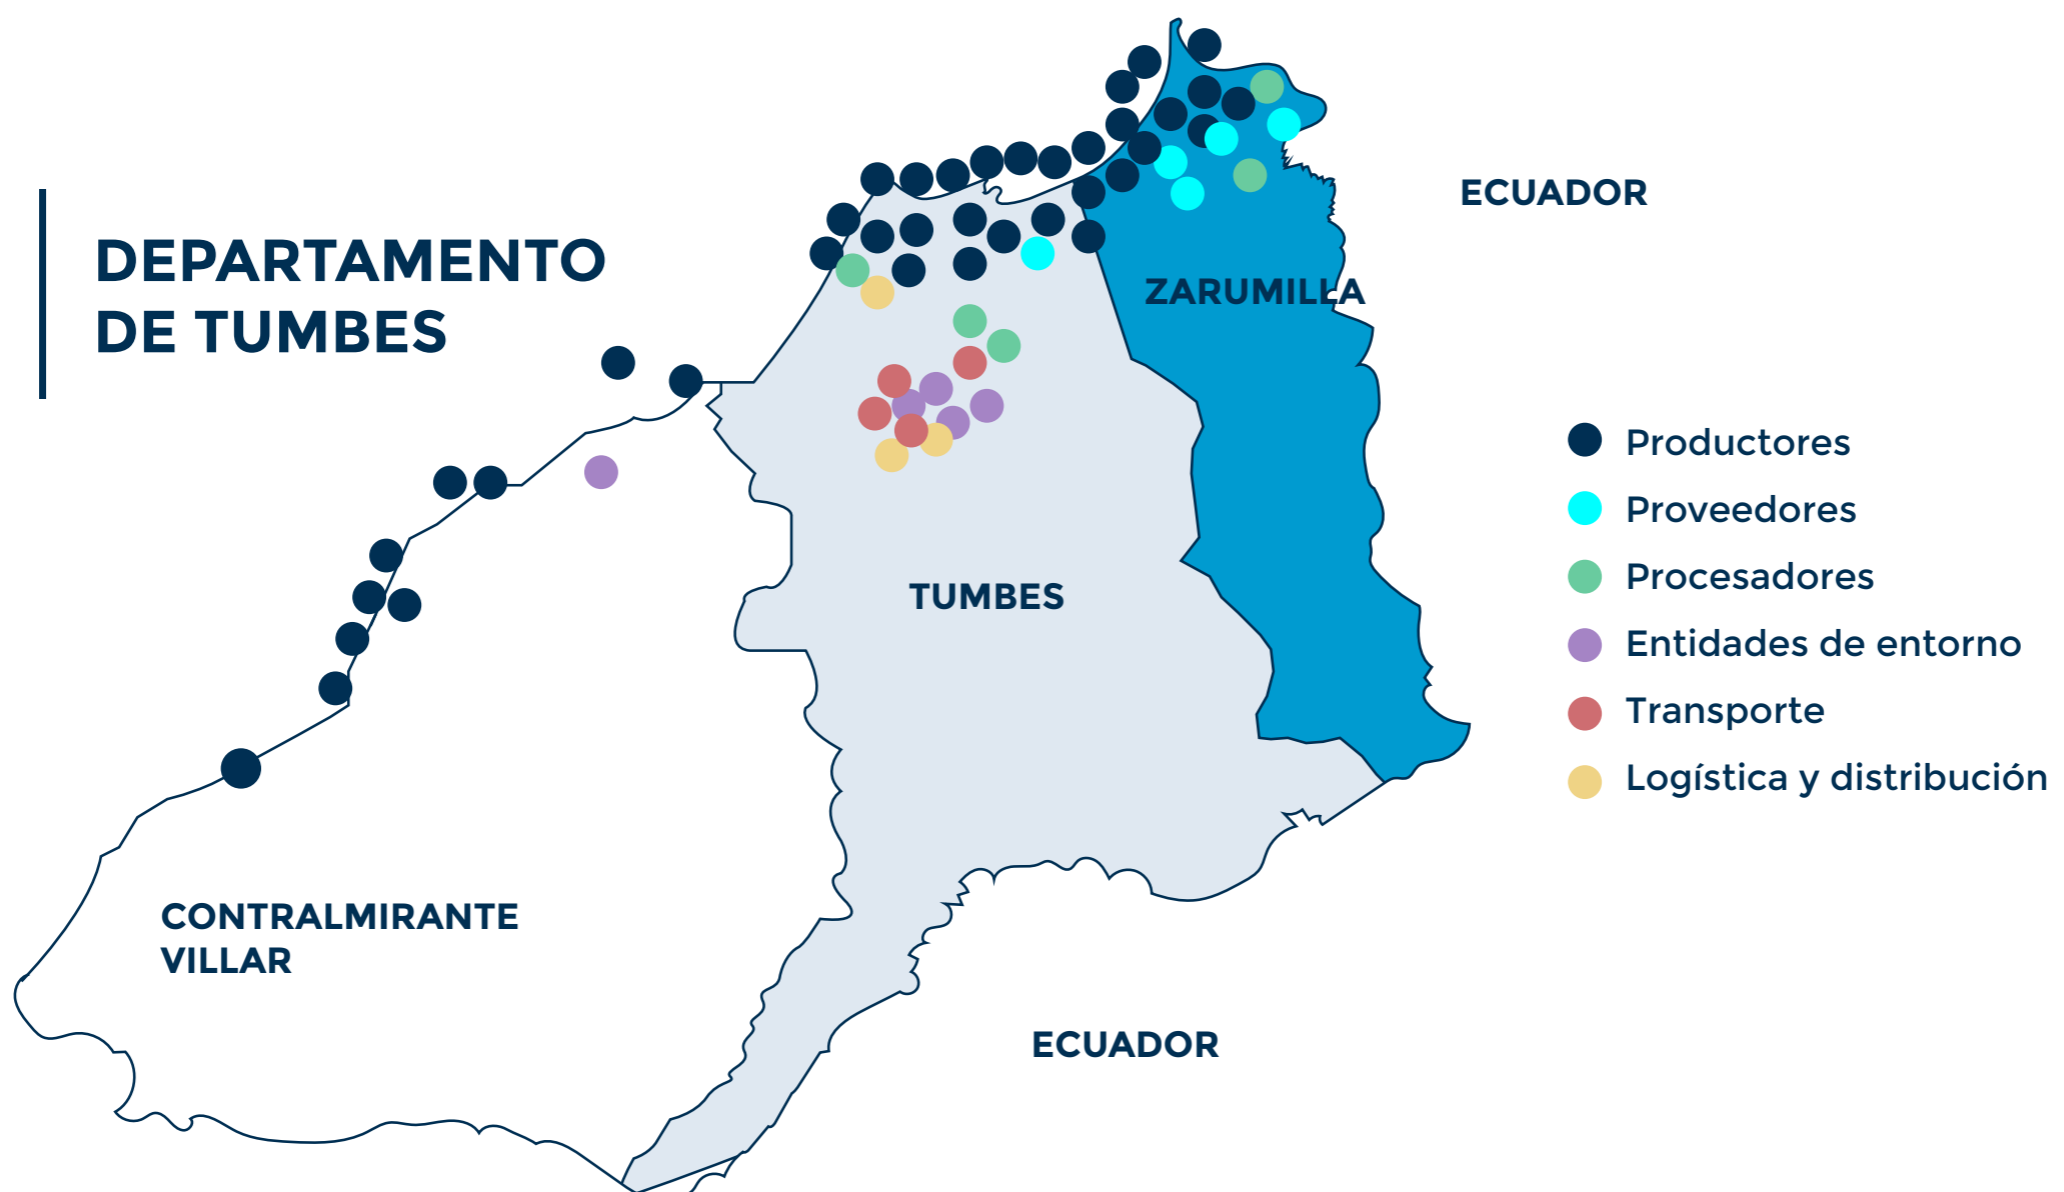 DEPARTAMENTO
DE TUMBES
ECUADOR
ZARUMILLA
Productores
Proveedores
Procesadores
Entidades de entorno
Transporte
Logística y distribución
TUMBES
CONTRALMIRANTE
VILLAR
ECUADOR